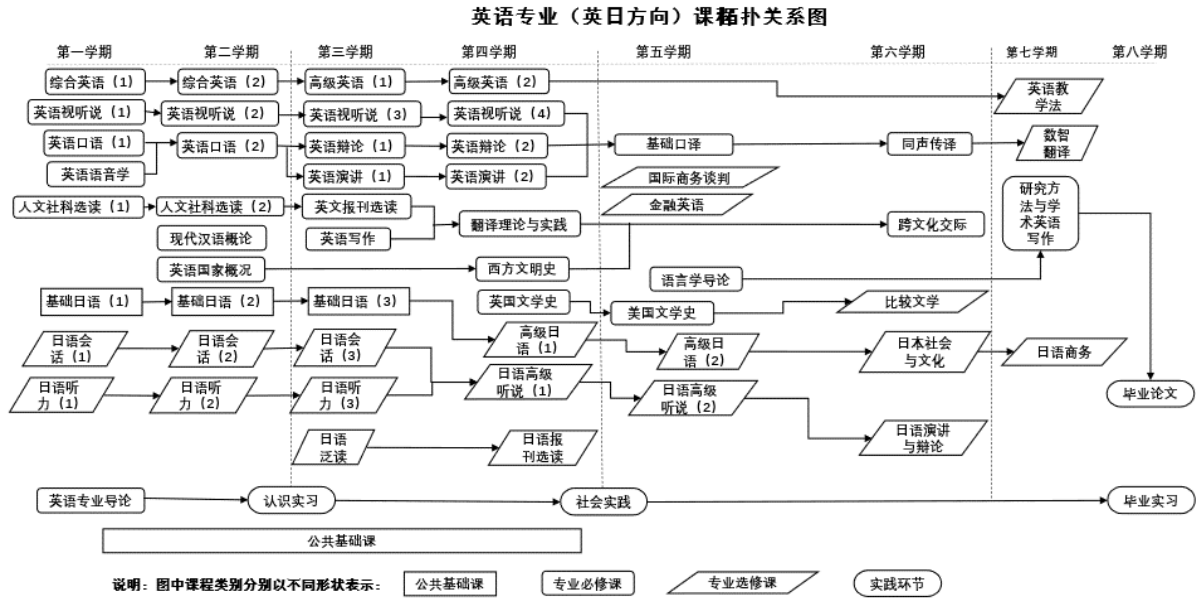 英语专业（英日方向）课程拓扑关系图
第一学期 第二学期 第三学期 第四学期 第五学期 第六学期 第七学期 第八学期
综合英语（1） 综合英语（2） 高级英语（1） 高级英语（2）
英语教
学法
英语视听说（1） 英语视听说（2） 英语视听说（3） 英语视听说（4）
英语口语（1） 英语口语（2） 英语辩论（1） 英语辩论（2） 基础口译 同声传译
数智
翻译
英语语音学 英语演讲（1） 英语演讲（2） 国际商务谈判
金融英语
人文社科选读（1） 人文社科选读（2） 英文报刊选读
研究方
法与学
术英语
写作
现代汉语概论 英语写作 翻译理论与实践 跨文化交际
英语国家概况 西方文明史 语言学导论
基础日语（1） 基础日语（2） 基础日语（3） 英国文学史 美国文学史 比较文学
日语会
话（1）
日语会
话（2）
日语会
话（3）
高级日
语（1）
高级日
语（2）
日本社会
与文化
日语商务
日语听
力（1）
日语听
力（2）
日语听
力（3）
日语高级
听说（1）
日语高级
听说（2）
毕业论文
日语
泛读
日语报
刊选读
日语演讲
与辩论
英语专业导论 认识实习 社会实践 毕业实习
公共基础课
说明：图中课程类别分别以不同形状表示： 公共基础课 专业必修课 专业选修课 实践环节